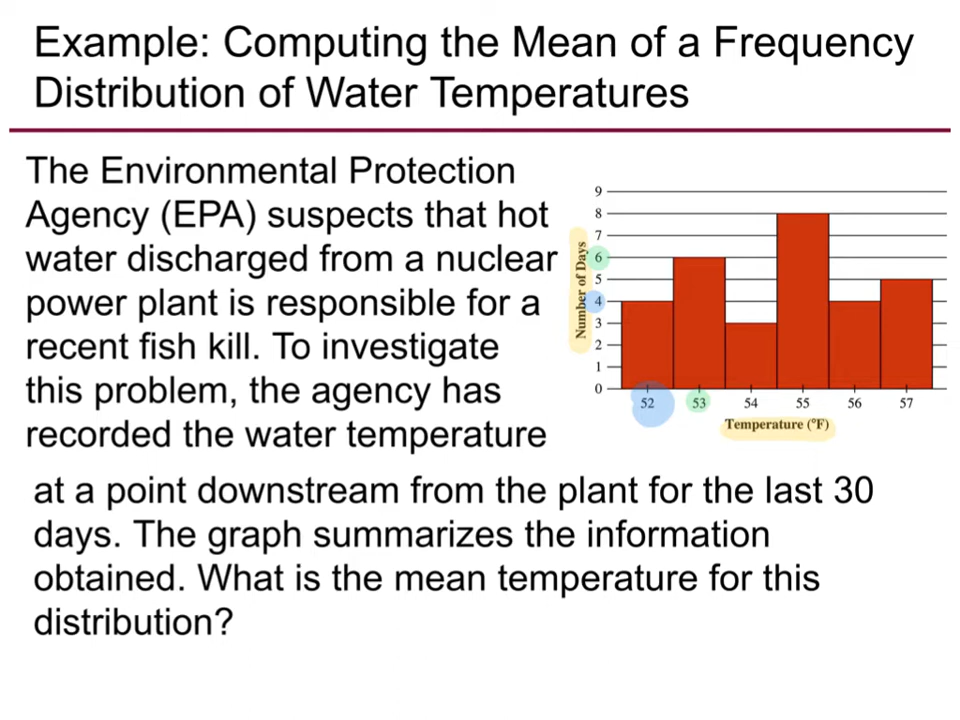 Example: Computing the Mean of a Frequency
Distribution of Water Temperatures
The Environmental Protection
Agency (EPA) suspects that hot
water discharged from a nuclear
power plant is responsible for a
recent fish kill. To investigate
this problem, the agency has
recorded the water temperature
9
8
7
6
5
4
3
2
1
0
Number of Days
52 53 54 55 56 57
Temperature (°F)
at a point downstream from the plant for the last 30
days. The graph summarizes the information
obtained. What is the mean temperature for this
distribution?